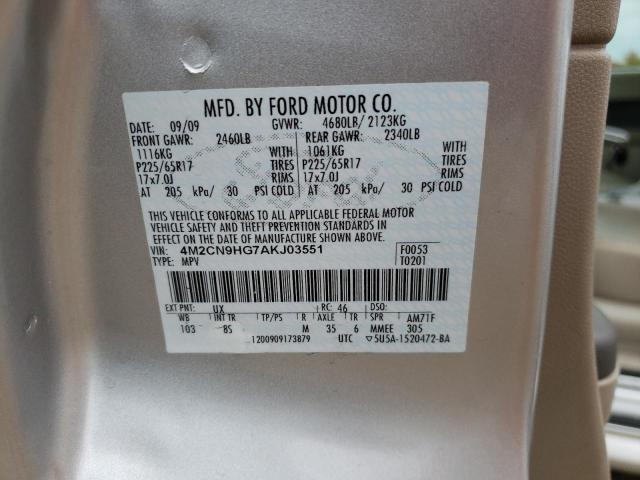 MFD. BY FORD MOTOR CO.
DATE: 09/09 GVWR: 4680LB/ 2123KG
FRONT GAWR: 2460LB REAR GAWR: 2340LB
1116KG WITH 1061KG WITH
P225/65R17 TIRES P225/65R17 TIRES
17x7.0J RIMS 17x7.0J RIMS
AT 205 kPa/ 30 PSI COLD AT 205 kPa/ 30 PSI COLD
THIS VEHICLE CONFORMS TO ALL APPLICABLE FEDERAL MOTOR
VEHICLE SAFETY AND THEFT PREVENTION STANDARDS IN
EFFECT ON THE DATE OF MANUFACTURE SHOWN ABOVE.
VIN: 4M2CN9HG7AKJ03551 F0053
TYPE: MPV T0201
EXT PNT: UX RC: 46 DSO:
WB INT TR TP/PS R AXLE TR SPR AM7TF
103 8S M 35 6 MMEE 305
1200909173879 UTC 5U5A-1520472-BA